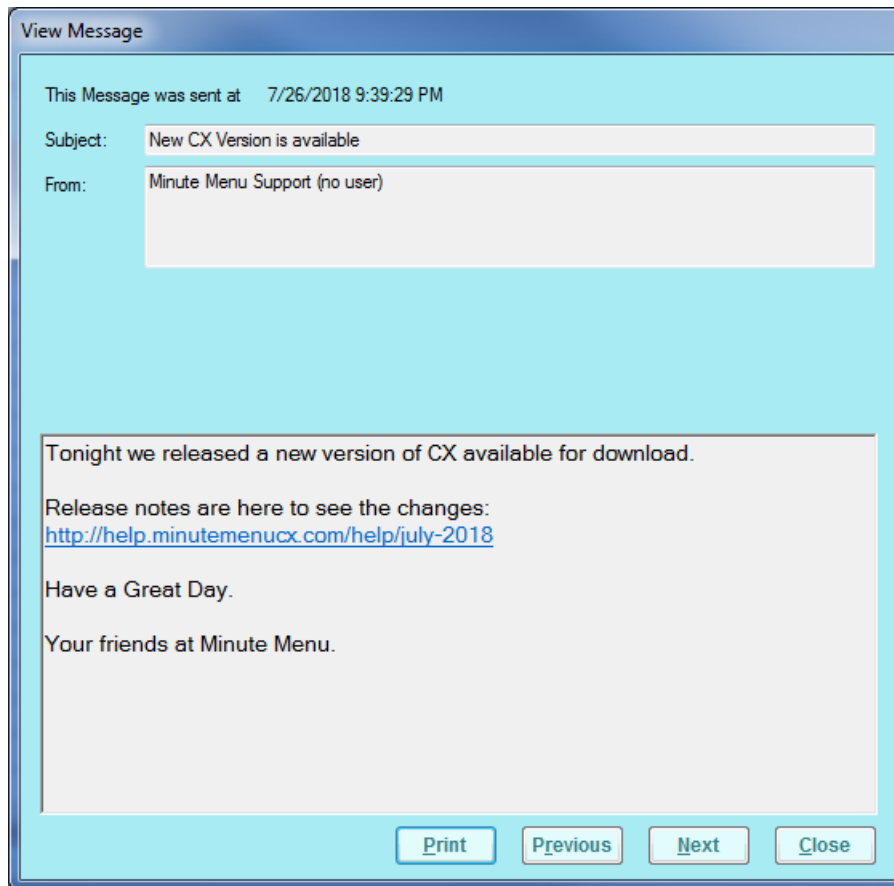 View Message
This Message was sent at 7/26/2018 9:39:29 PM
Subject: New CX Version is available
From: Minute Menu Support (no user)
Tonight we released a new version of CX available for download.
Release notes are here to see the changes:
http://help.minutemenucx.com/help/july-2018
Have a Great Day.
Your friends at Minute Menu.
Print Previous Next Close